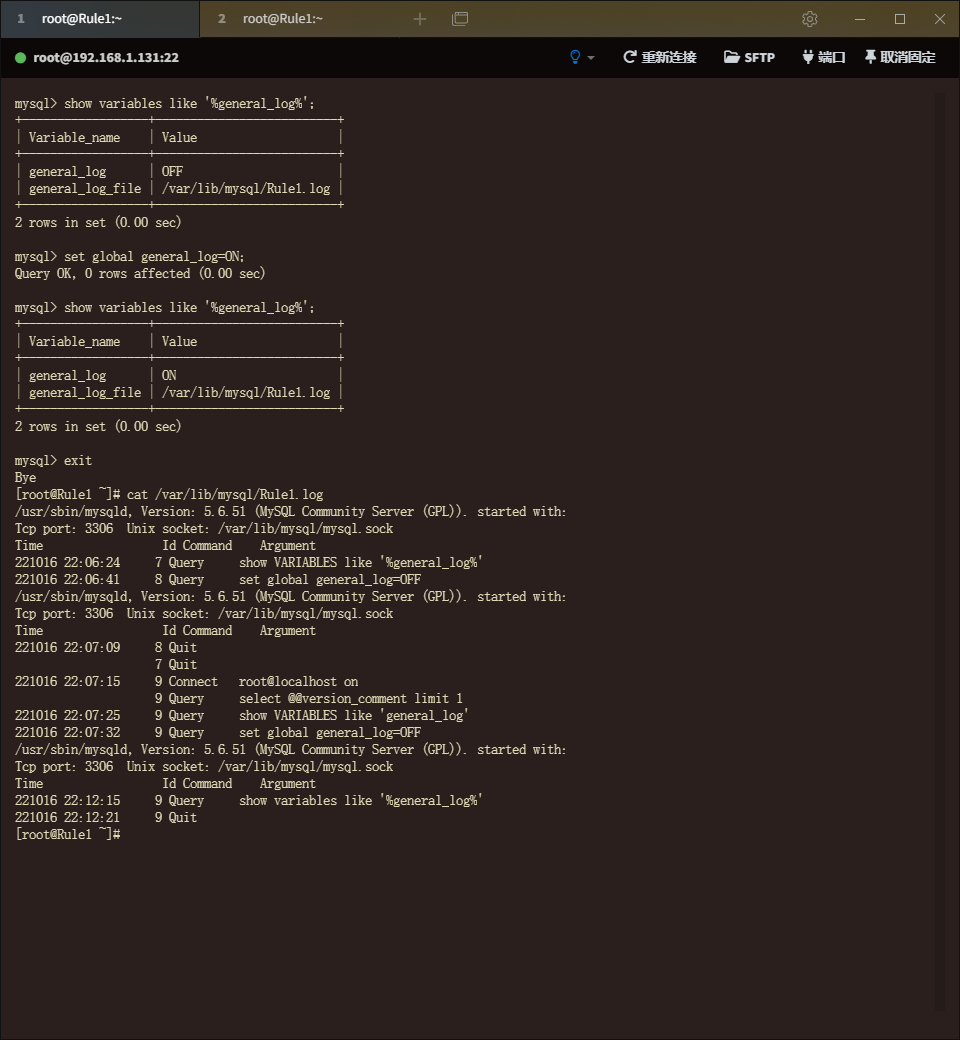 1 root@Rule1:~ 2 root@Rule1:~
root@192.168.1.131:22 重新连接 SFTP 端口 取消固定
mysql> show variables like '%general_log%';
+------------------+------------------------+
| Variable_name    | Value                  |
+------------------+------------------------+
| general_log      | OFF                    |
| general_log_file | /var/lib/mysql/Rule1.log |
+------------------+------------------------+
2 rows in set (0.00 sec)
mysql> set global general_log=ON;
Query OK, 0 rows affected (0.00 sec)
mysql> show variables like '%general_log%';
+------------------+------------------------+
| Variable_name    | Value                  |
+------------------+------------------------+
| general_log      | ON                     |
| general_log_file | /var/lib/mysql/Rule1.log |
+------------------+------------------------+
2 rows in set (0.00 sec)
mysql> exit
Bye
[root@Rule1 ~]# cat /var/lib/mysql/Rule1.log
/usr/sbin/mysqld, Version: 5.6.51 (MySQL Community Server (GPL)). started with:
Tcp port: 3306  Unix socket: /var/lib/mysql/mysql.sock
Time                 Id Command    Argument
221016 22:06:24     7 Query     show VARIABLES like '%general_log%'
221016 22:06:41     8 Query     set global general_log=OFF
/usr/sbin/mysqld, Version: 5.6.51 (MySQL Community Server (GPL)). started with:
Tcp port: 3306  Unix socket: /var/lib/mysql/mysql.sock
Time                 Id Command    Argument
221016 22:07:09     8 Quit
                    7 Quit
221016 22:07:15     9 Connect   root@localhost on
                    9 Query     select @@version_comment limit 1
221016 22:07:25     9 Query     show VARIABLES like 'general_log'
221016 22:07:32     9 Query     set global general_log=OFF
/usr/sbin/mysqld, Version: 5.6.51 (MySQL Community Server (GPL)). started with:
Tcp port: 3306  Unix socket: /var/lib/mysql/mysql.sock
Time                 Id Command    Argument
221016 22:12:15     9 Query     show variables like '%general_log%'
221016 22:12:21     9 Quit
[root@Rule1 ~]#